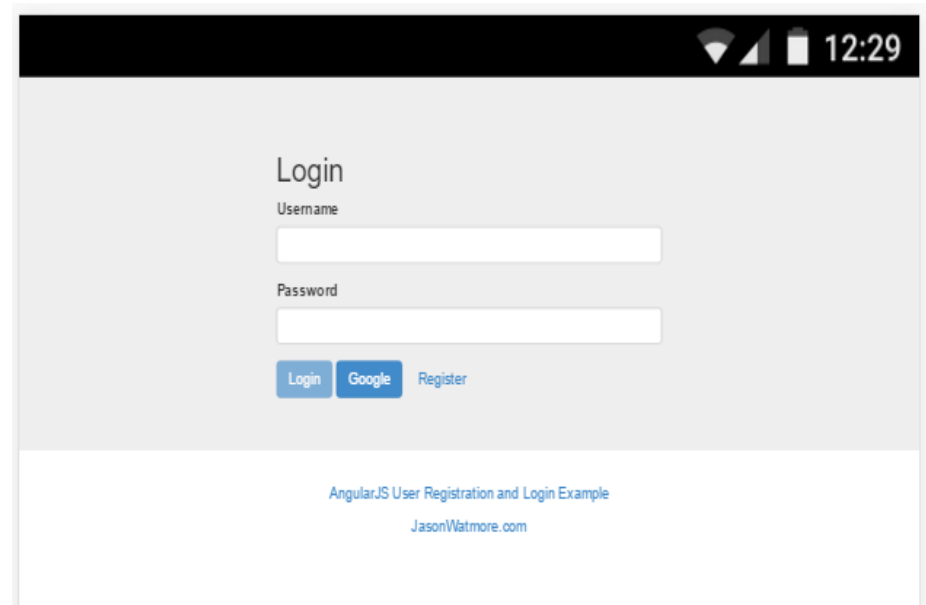 12:29
Login
Username
Password
Login Google Register
AngularJS User Registration and Login Example
JasonWatmore.com